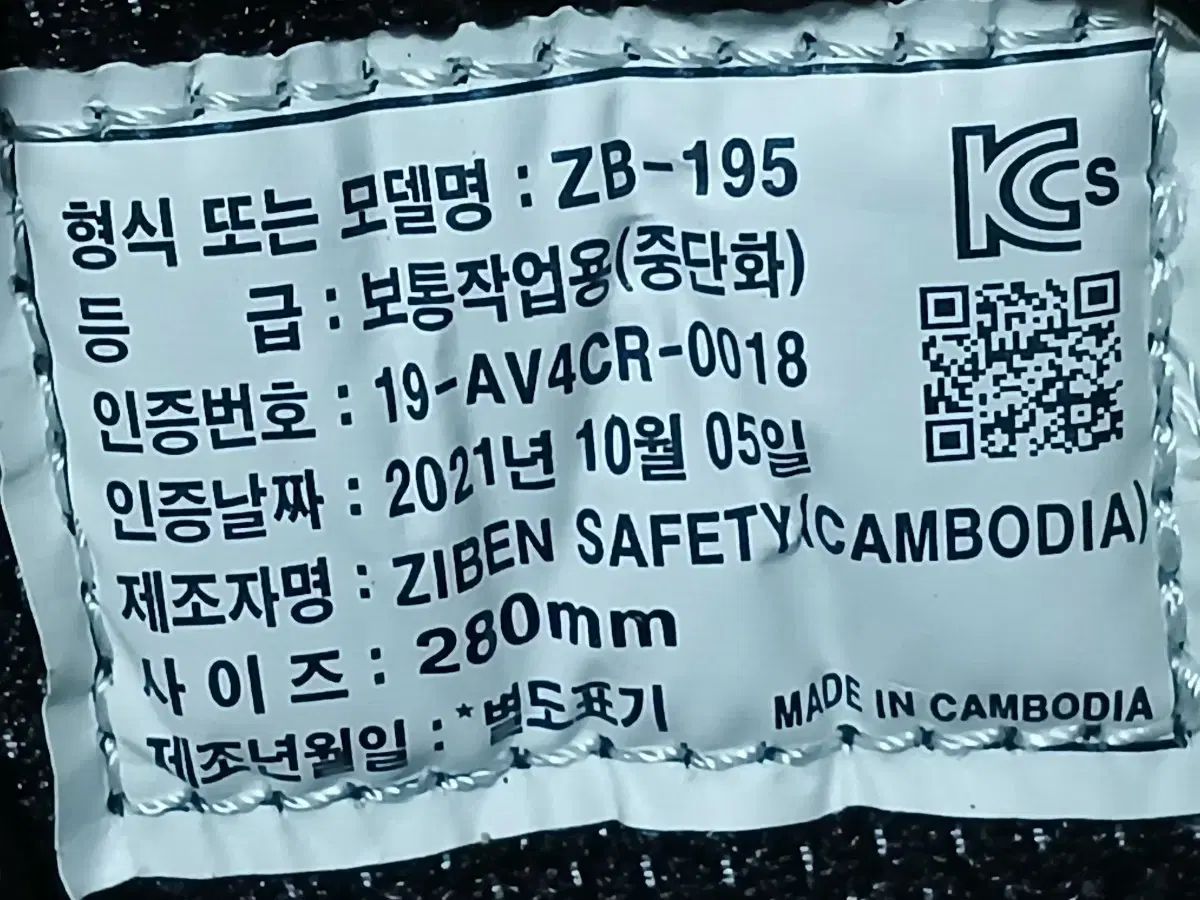 형식 또는 모델명 : ZB-195
KCs
등 급 : 보통작업용(중단화)
인증번호 : 19-AV4CR-0018
인증날짜 : 2021년 10월 05일
제조자명 : ZIBEN SAFETY(CAMBODIA)
사 이 즈 : 280mm
제조년월일 : *별도표기
MADE IN CAMBODIA